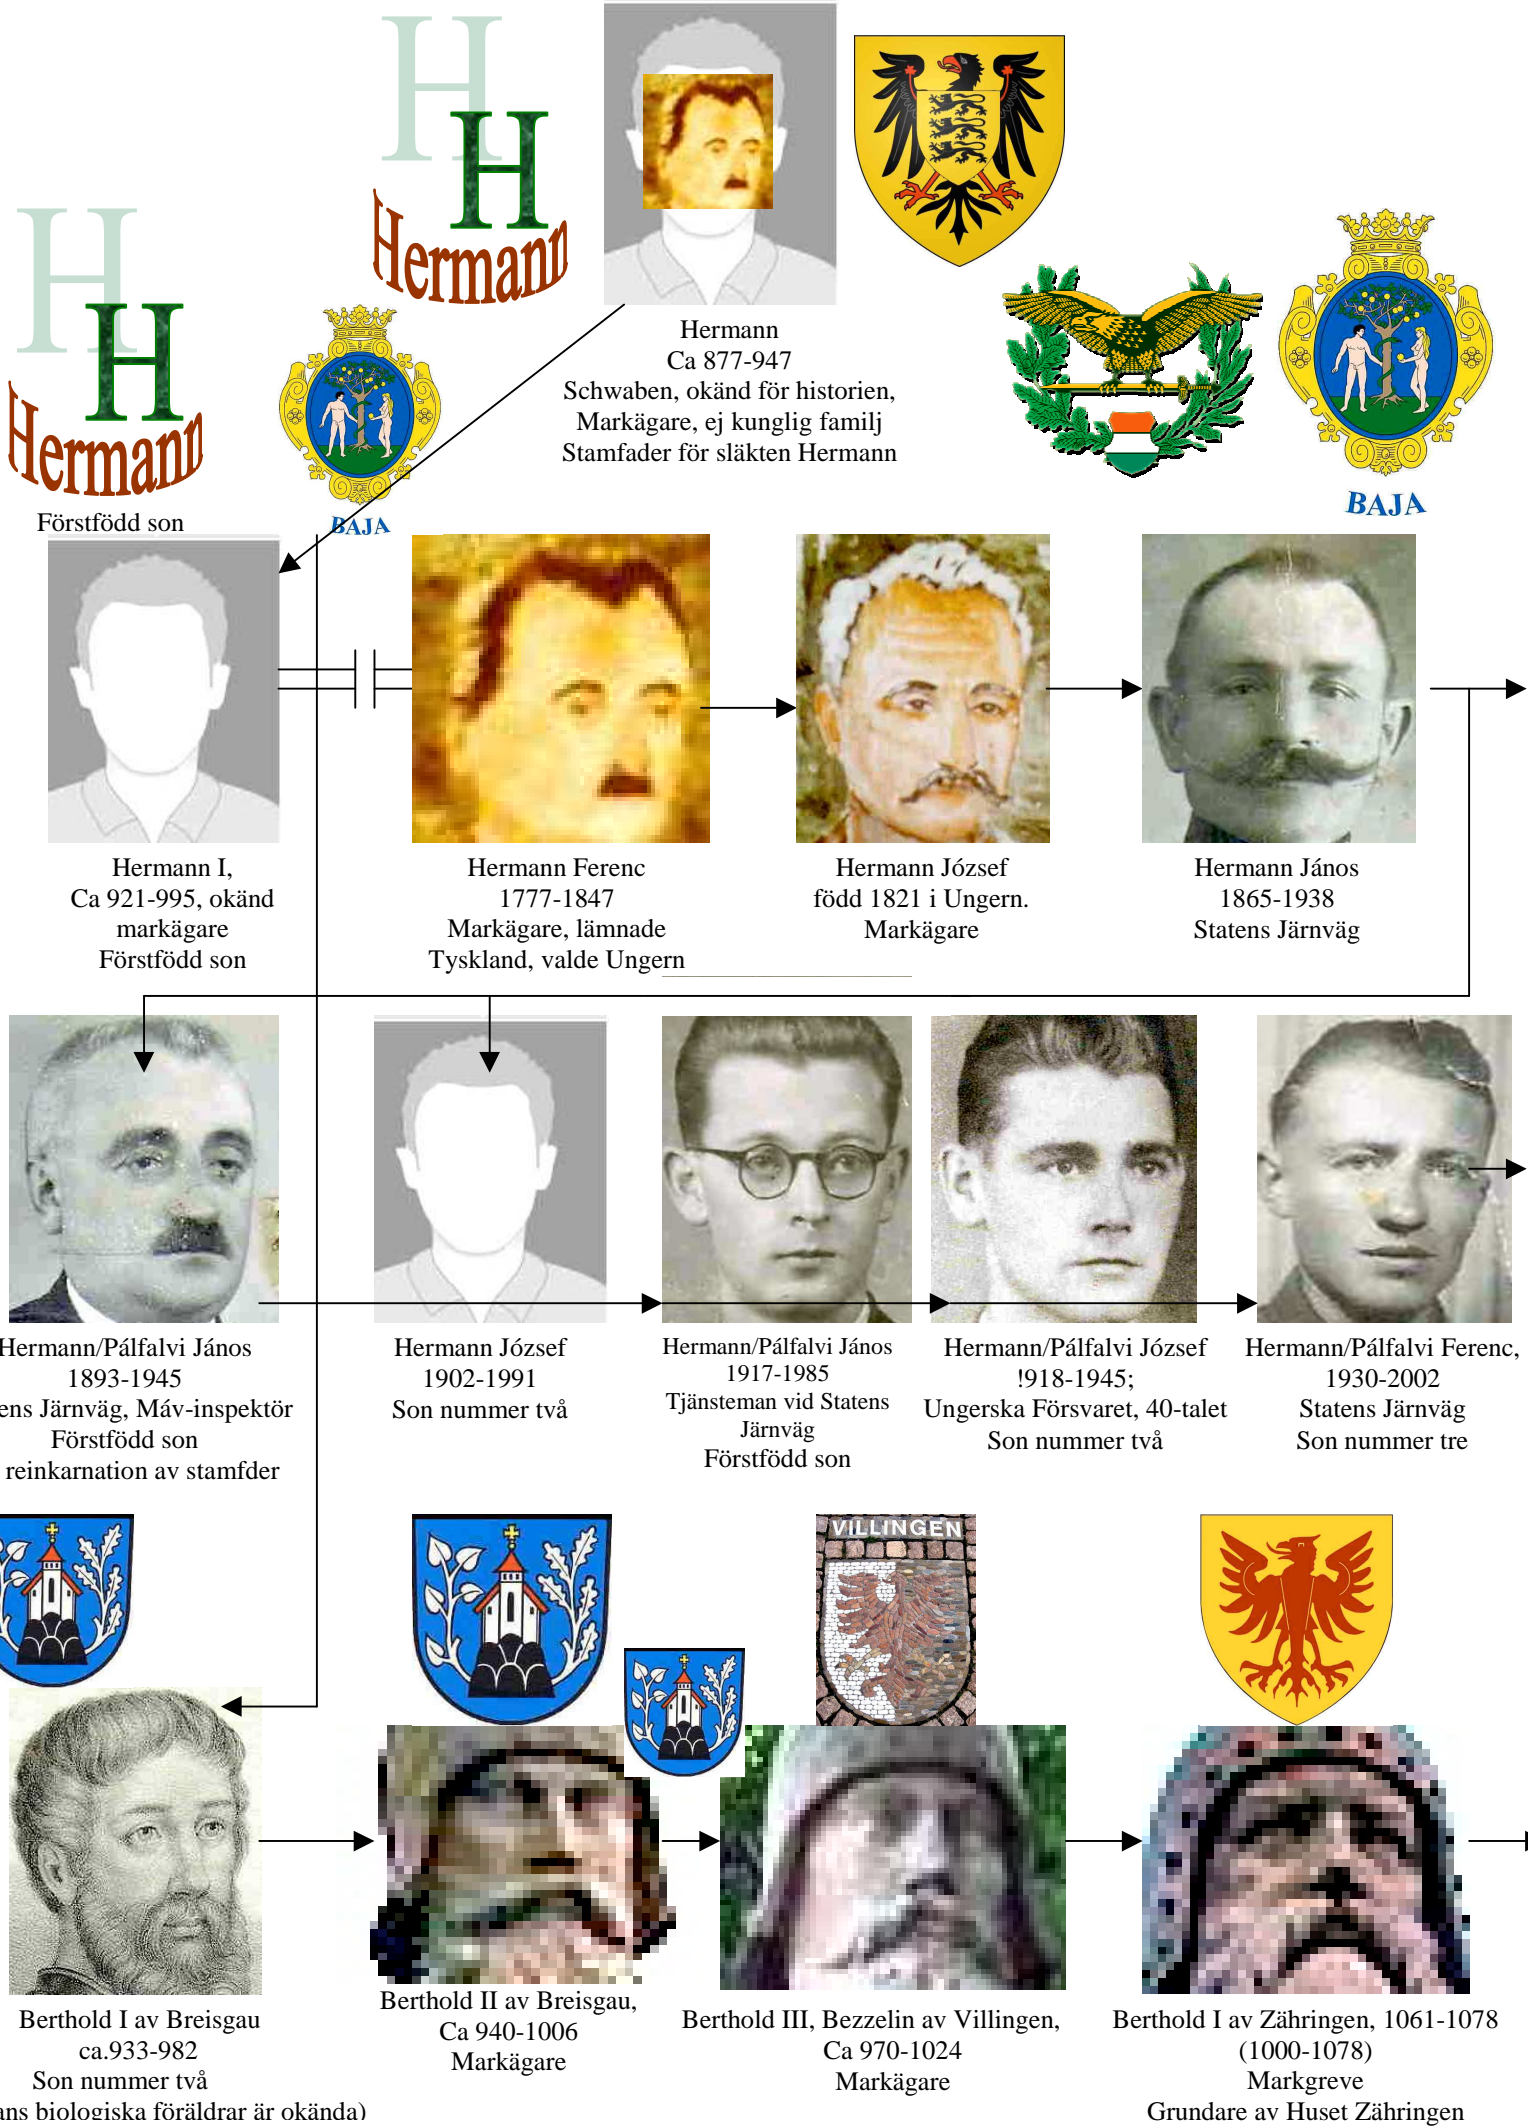 H
H
Hermann
H
H
Hermann
Hermann
Ca 877-947
Schwaben, okänd för historien,
Markägare, ej kunglig familj
Stamfader för släkten Hermann
BAJA
BAJA
Förstfödd son
Hermann I,
Ca 921-995, okänd
markägare
Förstfödd son
Hermann Ferenc
1777-1847
Markägare, lämnade
Tyskland, valde Ungern
Hermann József
född 1821 i Ungern.
Markägare
Hermann János
1865-1938
Statens Järnväg
Hermann/Pálfalvi János
1893-1945
ens Järnväg, Máv-inspektör
Förstfödd son
reinkarnation av stamfder
Hermann József
1902-1991
Son nummer två
Hermann/Pálfalvi János
1917-1985
Tjänsteman vid Statens
Järnväg
Förstfödd son
Hermann/Pálfalvi József
!918-1945;
Ungerska Försvaret, 40-talet
Son nummer två
Hermann/Pálfalvi Ferenc,
1930-2002
Statens Järnväg
Son nummer tre
VILLINGEN
Berthold I av Breisgau
ca.933-982
Son nummer två
ans biologiska föräldrar är okända)
Berthold II av Breisgau,
Ca 940-1006
Markägare
Berthold III, Bezzelin av Villingen,
Ca 970-1024
Markägare
Berthold I av Zähringen, 1061-1078
(1000-1078)
Markgreve
Grundare av Huset Zähringen